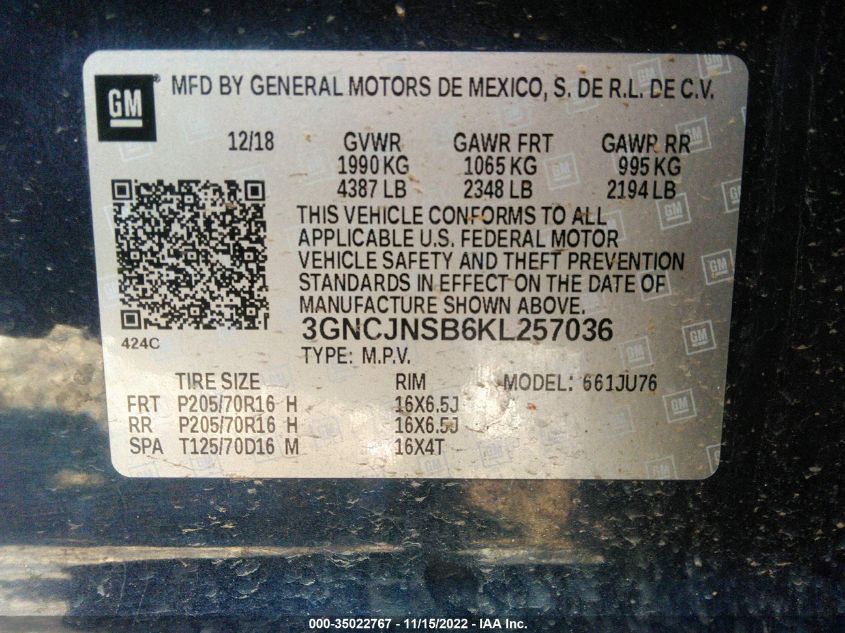 GM ® MFD BY GENERAL MOTORS DE MEXICO, S. DE R.L. DE C.V.
12/18 GVWR GAWR FRT GAWR RR
1990 KG 1065 KG 995 KG
4387 LB 2348 LB 2194 LB
THIS VEHICLE CONFORMS TO ALL
APPLICABLE U.S. FEDERAL MOTOR
VEHICLE SAFETY AND THEFT PREVENTION
STANDARDS IN EFFECT ON THE DATE OF
MANUFACTURE SHOWN ABOVE.
424C 3GNCJNSB6KL257036
TYPE: M.P.V.
TIRE SIZE RIM MODEL: 661JU76
FRT P205/70R16 H 16X6.5J
RR P205/70R16 H 16X6.5J
SPA T125/70D16 M 16X4T
000-35022767 - 11/15/2022 - IAA Inc.